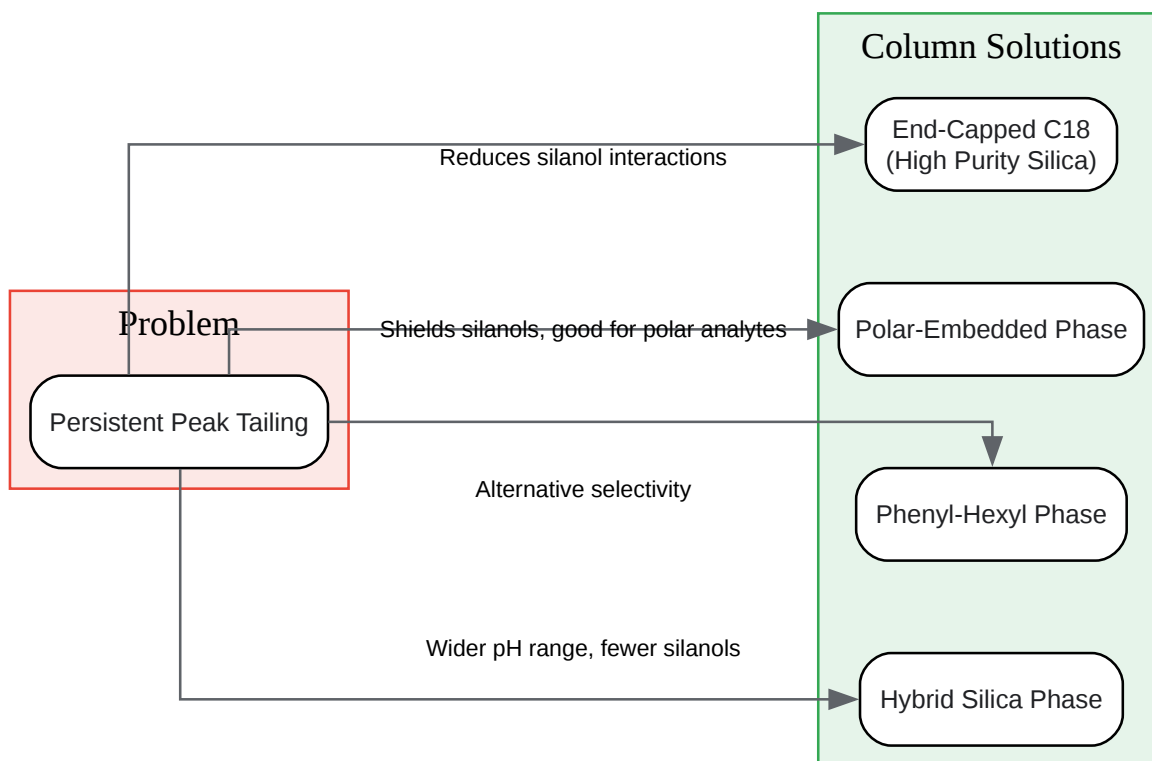 Column Solutions
End-Capped C18
(High Purity Silica)
Reduces silanol interactions
Problem
Shields silanols, good for polar analytes
Polar-Embedded Phase
Persistent Peak Tailing
Alternative selectivity
Phenyl-Hexyl Phase
Wider pH range, fewer silanols
Hybrid Silica Phase